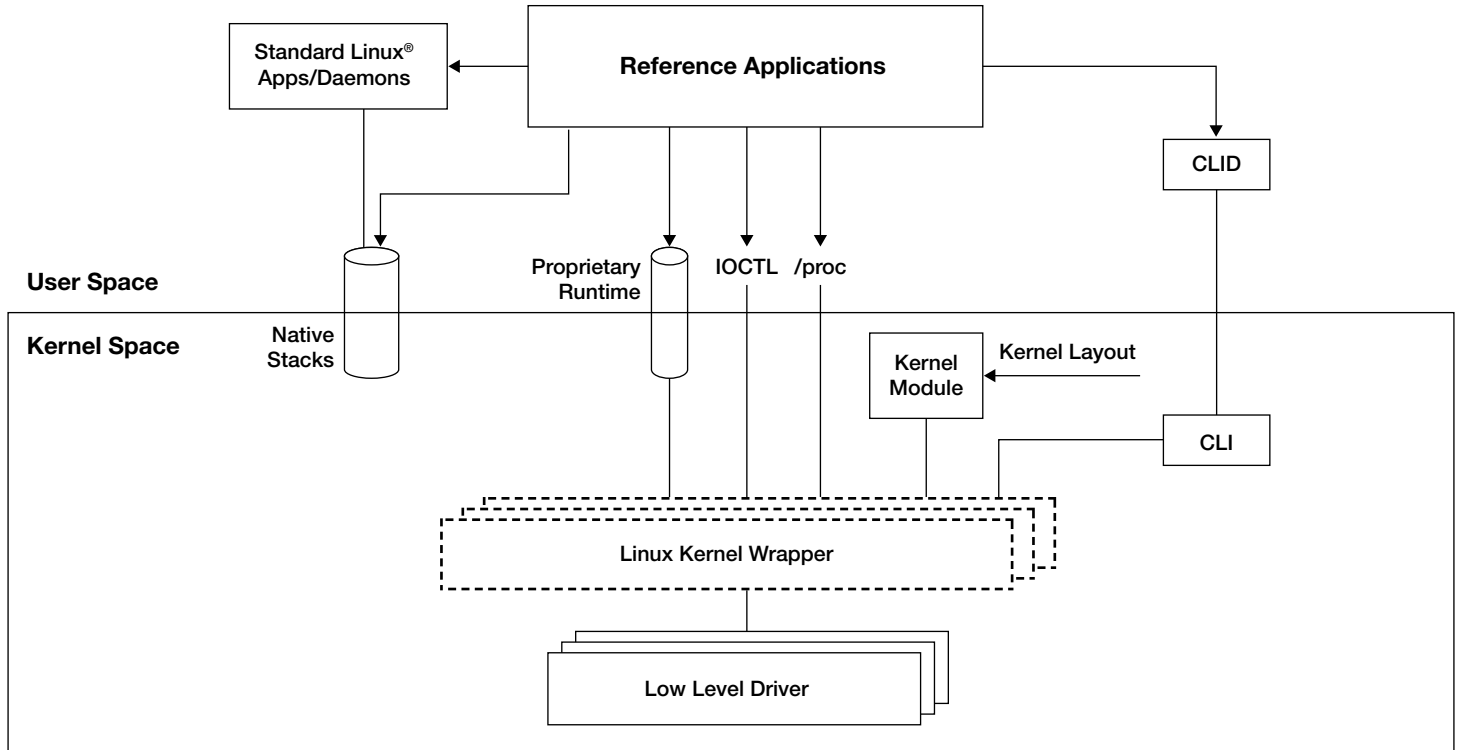 Standard Linux®
Apps/Daemons
Reference Applications
CLID
User Space
Proprietary
Runtime
IOCTL
/proc
Kernel Space
Native
Stacks
Kernel
Module
Kernel Layout
CLI
Linux Kernel Wrapper
Low Level Driver